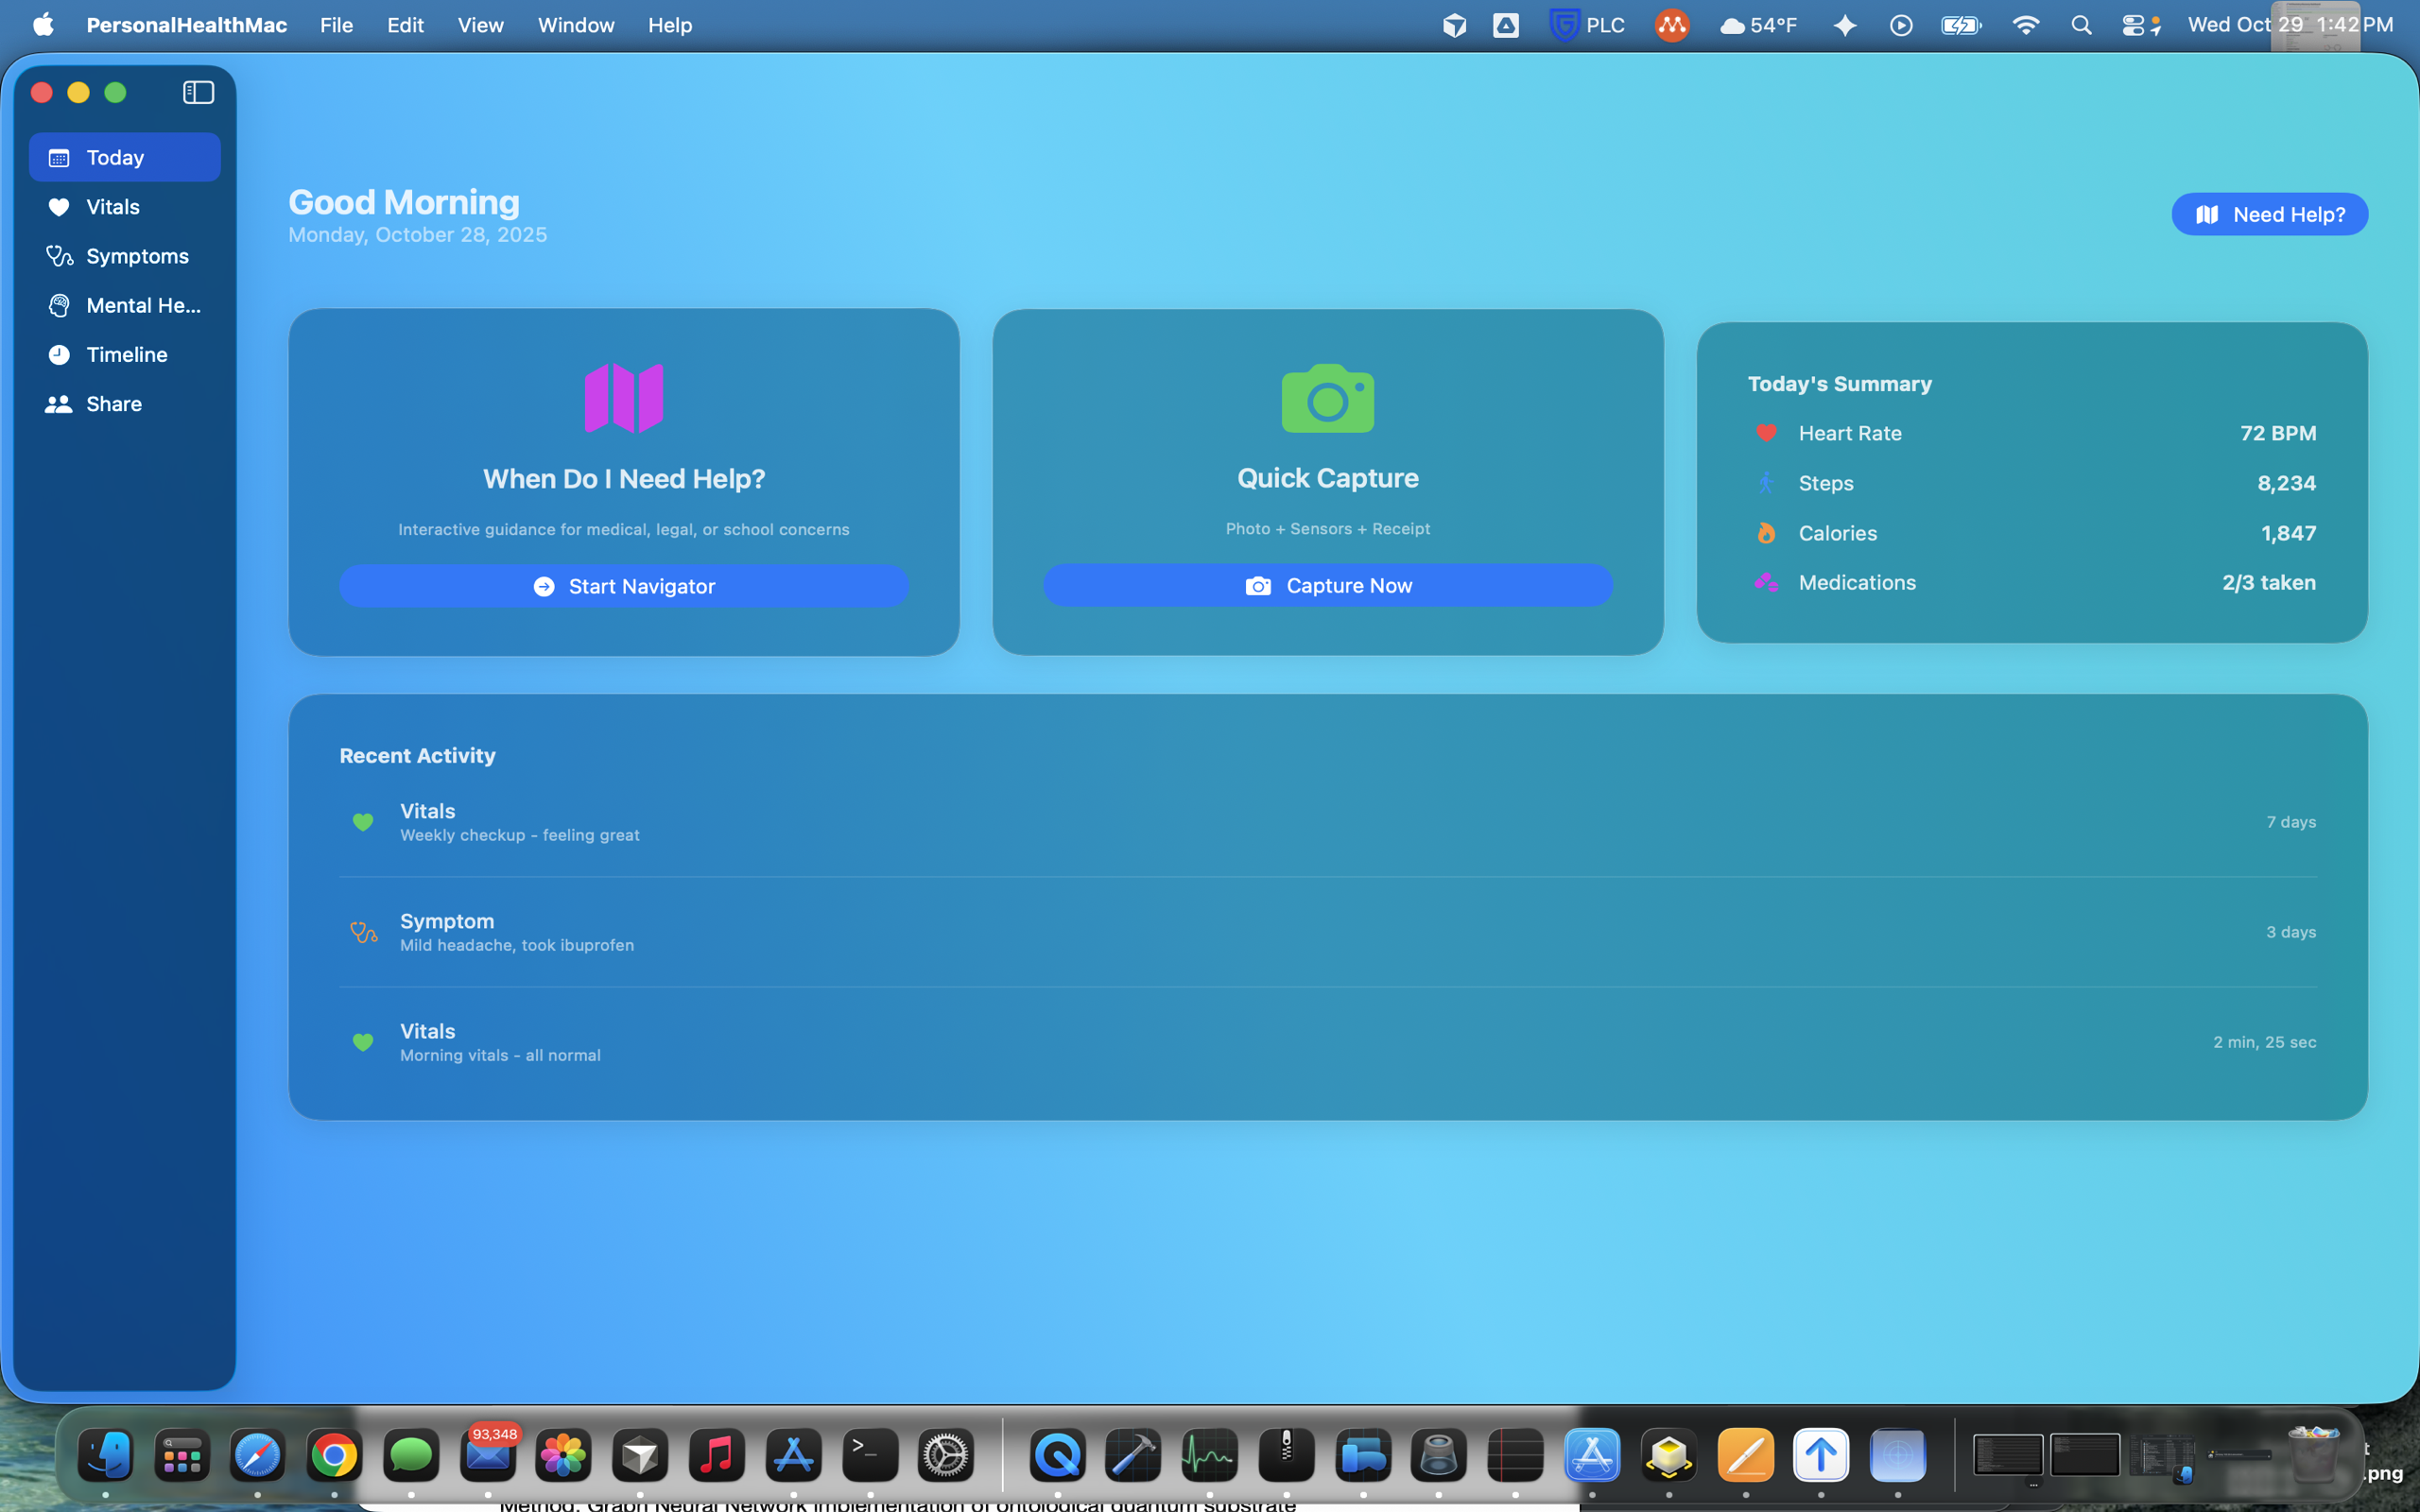 PersonalHealthMac File Edit View Window Help PLC 54°F Wed Oct 29 1:42 PM
Today
Vitals
Symptoms
Mental He...
Timeline
Share
Good Morning
Monday, October 28, 2025
Need Help?
When Do I Need Help?
Interactive guidance for medical, legal, or school concerns
Start Navigator
Quick Capture
Photo + Sensors + Receipt
Capture Now
Today's Summary
Heart Rate 72 BPM
Steps 8,234
Calories 1,847
Medications 2/3 taken
Recent Activity
Vitals
Weekly checkup - feeling great
7 days
Symptom
Mild headache, took ibuprofen
3 days
Vitals
Morning vitals - all normal
2 min, 25 sec
93,348
.png
Method: Graph Neural Network implementation of ontological quantum substrate